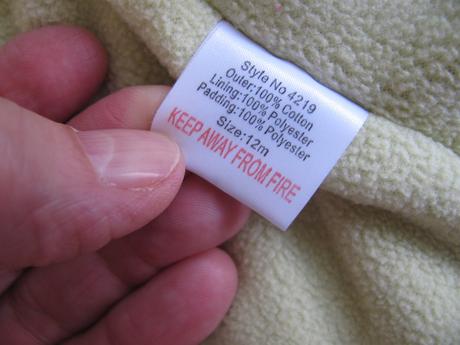 Style No 4219
Outer:100% Cotton
Lining:100% Polyester
Padding:100% Polyester
Size:12m
KEEP AWAY FROM FIRE